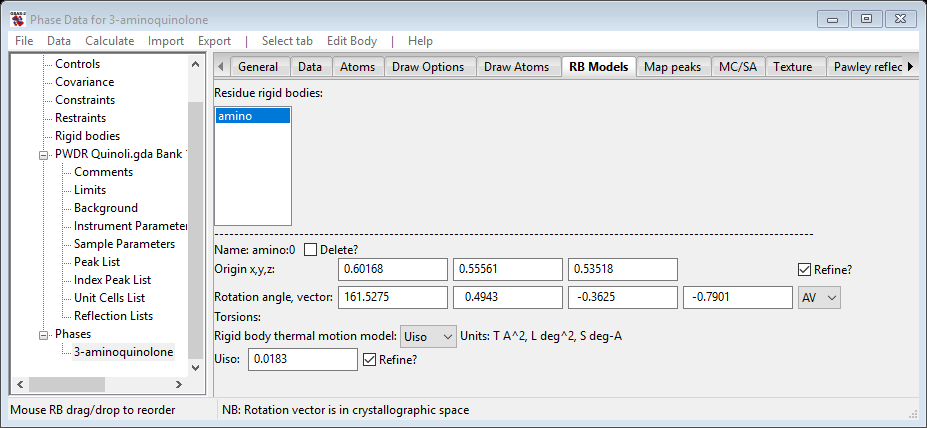 Phase Data for 3-aminoquinolone
File Data Calculate Import Export | Select tab Edit Body | Help
Controls
Covariance
Constraints
Restraints
Rigid bodies
PWDR Quinoli.gda Bank
Comments
Limits
Background
Instrument Parameter
Sample Parameters
Peak List
Index Peak List
Unit Cells List
Reflection Lists
Phases
3-aminoquinolone
General Data Atoms Draw Options Draw Atoms RB Models Map peaks MC/SA Texture Pawley reflec
Residue rigid bodies:
amino
Name: amino:0 Delete?
Origin x,y,z: 0.60168 0.55561 0.53518 Refine?
Rotation angle, vector: 161.5275 0.4943 -0.3625 -0.7901 AV
Torsions:
Rigid body thermal motion model: Uiso Units: T A^2, L deg^2, S deg-A
Uiso: 0.0183 Refine?
Mouse RB drag/drop to reorder
NB: Rotation vector is in crystallographic space